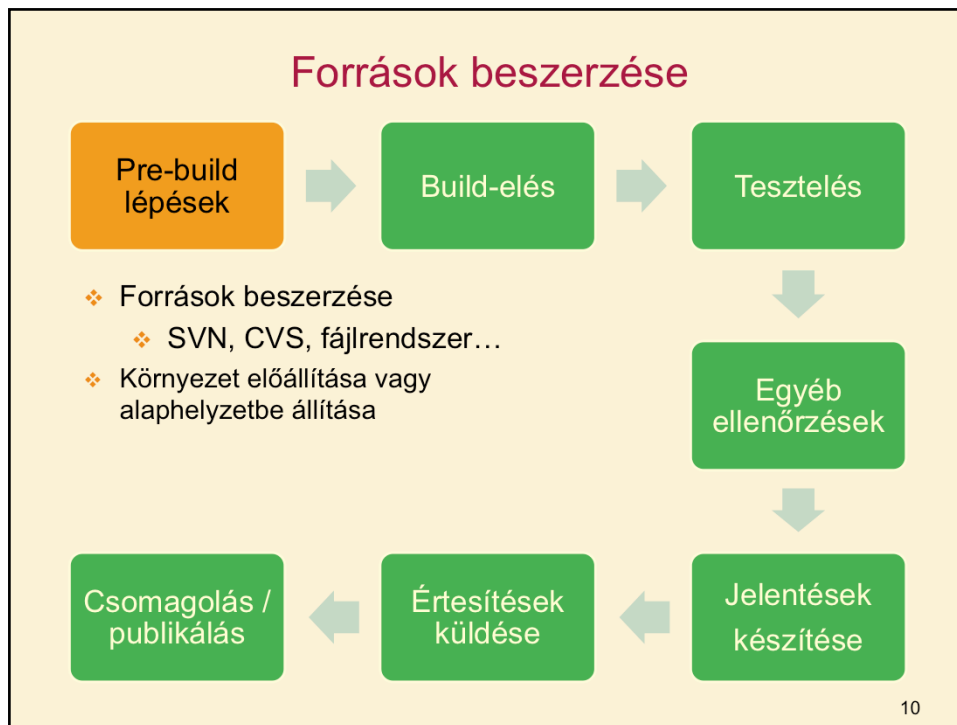 Források beszerzése
Pre-build
lépések
Build-elés
Tesztelés
Források beszerzése
SVN, CVS, fájlrendszer…
Környezet előállítása vagy
alaphelyzetbe állítása
Egyéb
ellenőrzések
Jelentések
készítése
Értesítések
küldése
Csomagolás /
publikálás
10